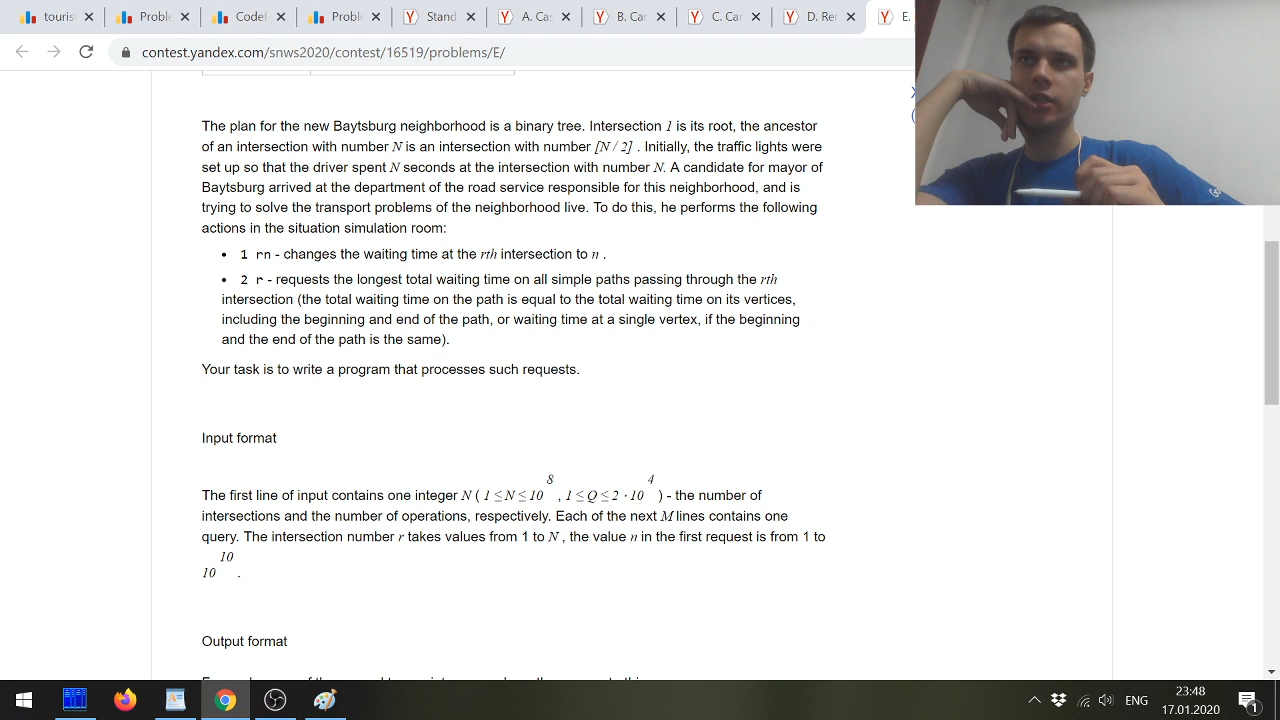 touris
Proble
Codef
Prob
Stand
A. Cas
B. Car
C. Car
D. Rer
E.
contest.yandex.com/snws2020/contest/16519/problems/E/
The plan for the new Baytsburg neighborhood is a binary tree. Intersection 1 is its root, the ancestor
of an intersection with number N is an intersection with number [N / 2] . Initially, the traffic lights were
set up so that the driver spent N seconds at the intersection with number N. A candidate for mayor of
Baytsburg arrived at the department of the road service responsible for this neighborhood, and is
trying to solve the transport problems of the neighborhood live. To do this, he performs the following
actions in the situation simulation room:
• 1 rn - changes the waiting time at the rth intersection to n .
• 2 r - requests the longest total waiting time on all simple paths passing through the rth
intersection (the total waiting time on the path is equal to the total waiting time on its vertices,
including the beginning and end of the path, or waiting time at a single vertex, if the beginning
and the end of the path is the same).
Your task is to write a program that processes such requests.
Input format
The first line of input contains one integer N ( 1 ≤ N ≤ 10^8 , 1 ≤ Q ≤ 2 · 10^4 ) - the number of
intersections and the number of operations, respectively. Each of the next M lines contains one
query. The intersection number r takes values from 1 to N , the value n in the first request is from 1 to
10^10 .
Output format
ENG
23:48
17.01.2020
1